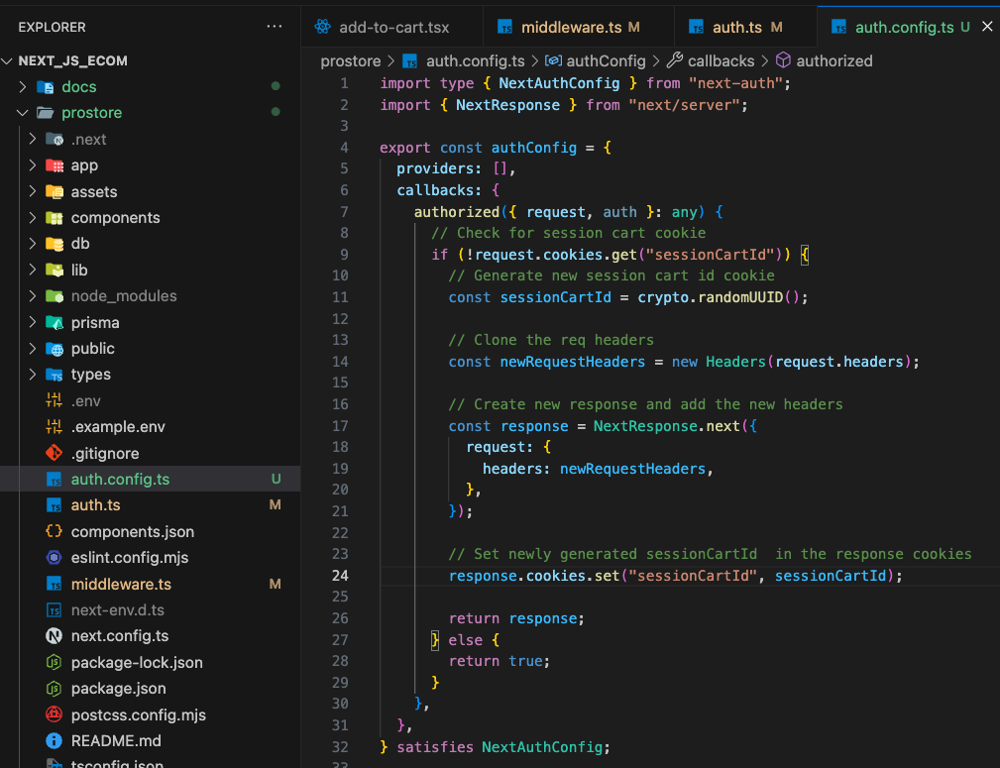 EXPLORER ···
NEXT_JS_ECOM
docs
prostore
.next
app
assets
components
db
lib
node_modules
prisma
public
types
.env
.example.env
.gitignore
auth.config.ts U
auth.ts M
components.json
eslint.config.mjs
middleware.ts M
next-env.d.ts
next.config.ts
package-lock.json
package.json
postcss.config.mjs
README.md
tsconfig.json
add-to-cart.tsx middleware.ts M auth.ts M auth.config.ts U ×
prostore > auth.config.ts > authConfig > callbacks > authorized
1 import type { NextAuthConfig } from "next-auth";
2 import { NextResponse } from "next/server";
3
4 export const authConfig = {
5 providers: [],
6 callbacks: {
7 authorized({ request, auth }: any) {
8 // Check for session cart cookie
9 if (!request.cookies.get("sessionCartId")) {
10 // Generate new session cart id cookie
11 const sessionCartId = crypto.randomUUID();
12
13 // Clone the req headers
14 const newRequestHeaders = new Headers(request.headers);
15
16 // Create new response and add the new headers
17 const response = NextResponse.next({
18 request: {
19 headers: newRequestHeaders,
20 },
21 });
22
23 // Set newly generated sessionCartId  in the response cookies
24 response.cookies.set("sessionCartId", sessionCartId);
25
26 return response;
27 } else {
28 return true;
29 }
30 },
31 },
32 } satisfies NextAuthConfig;
33